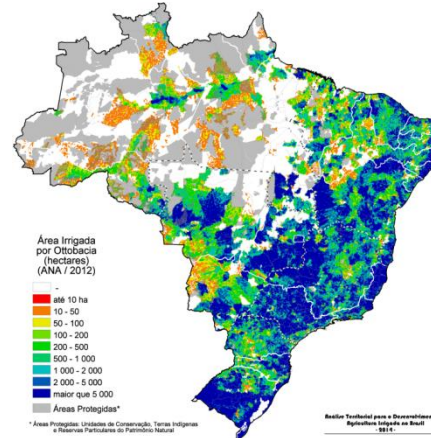 Área Irrigada
por Ottobacia
(hectares)
(ANA / 2012)
-
até 10 ha
10 - 50
50 - 100
100 - 200
200 - 500
500 - 1 000
1 000 - 2 000
2 000 - 5 000
maior que 5 000
Áreas Protegidas*
* Áreas Protegidas: Unidades de Conservação, Terras Indígenas
e Reservas Particulares do Patrimônio Natural
Análise Territorial para o Desenvolvimen
Agricultura Irrigada no Brasil
- 2014 -